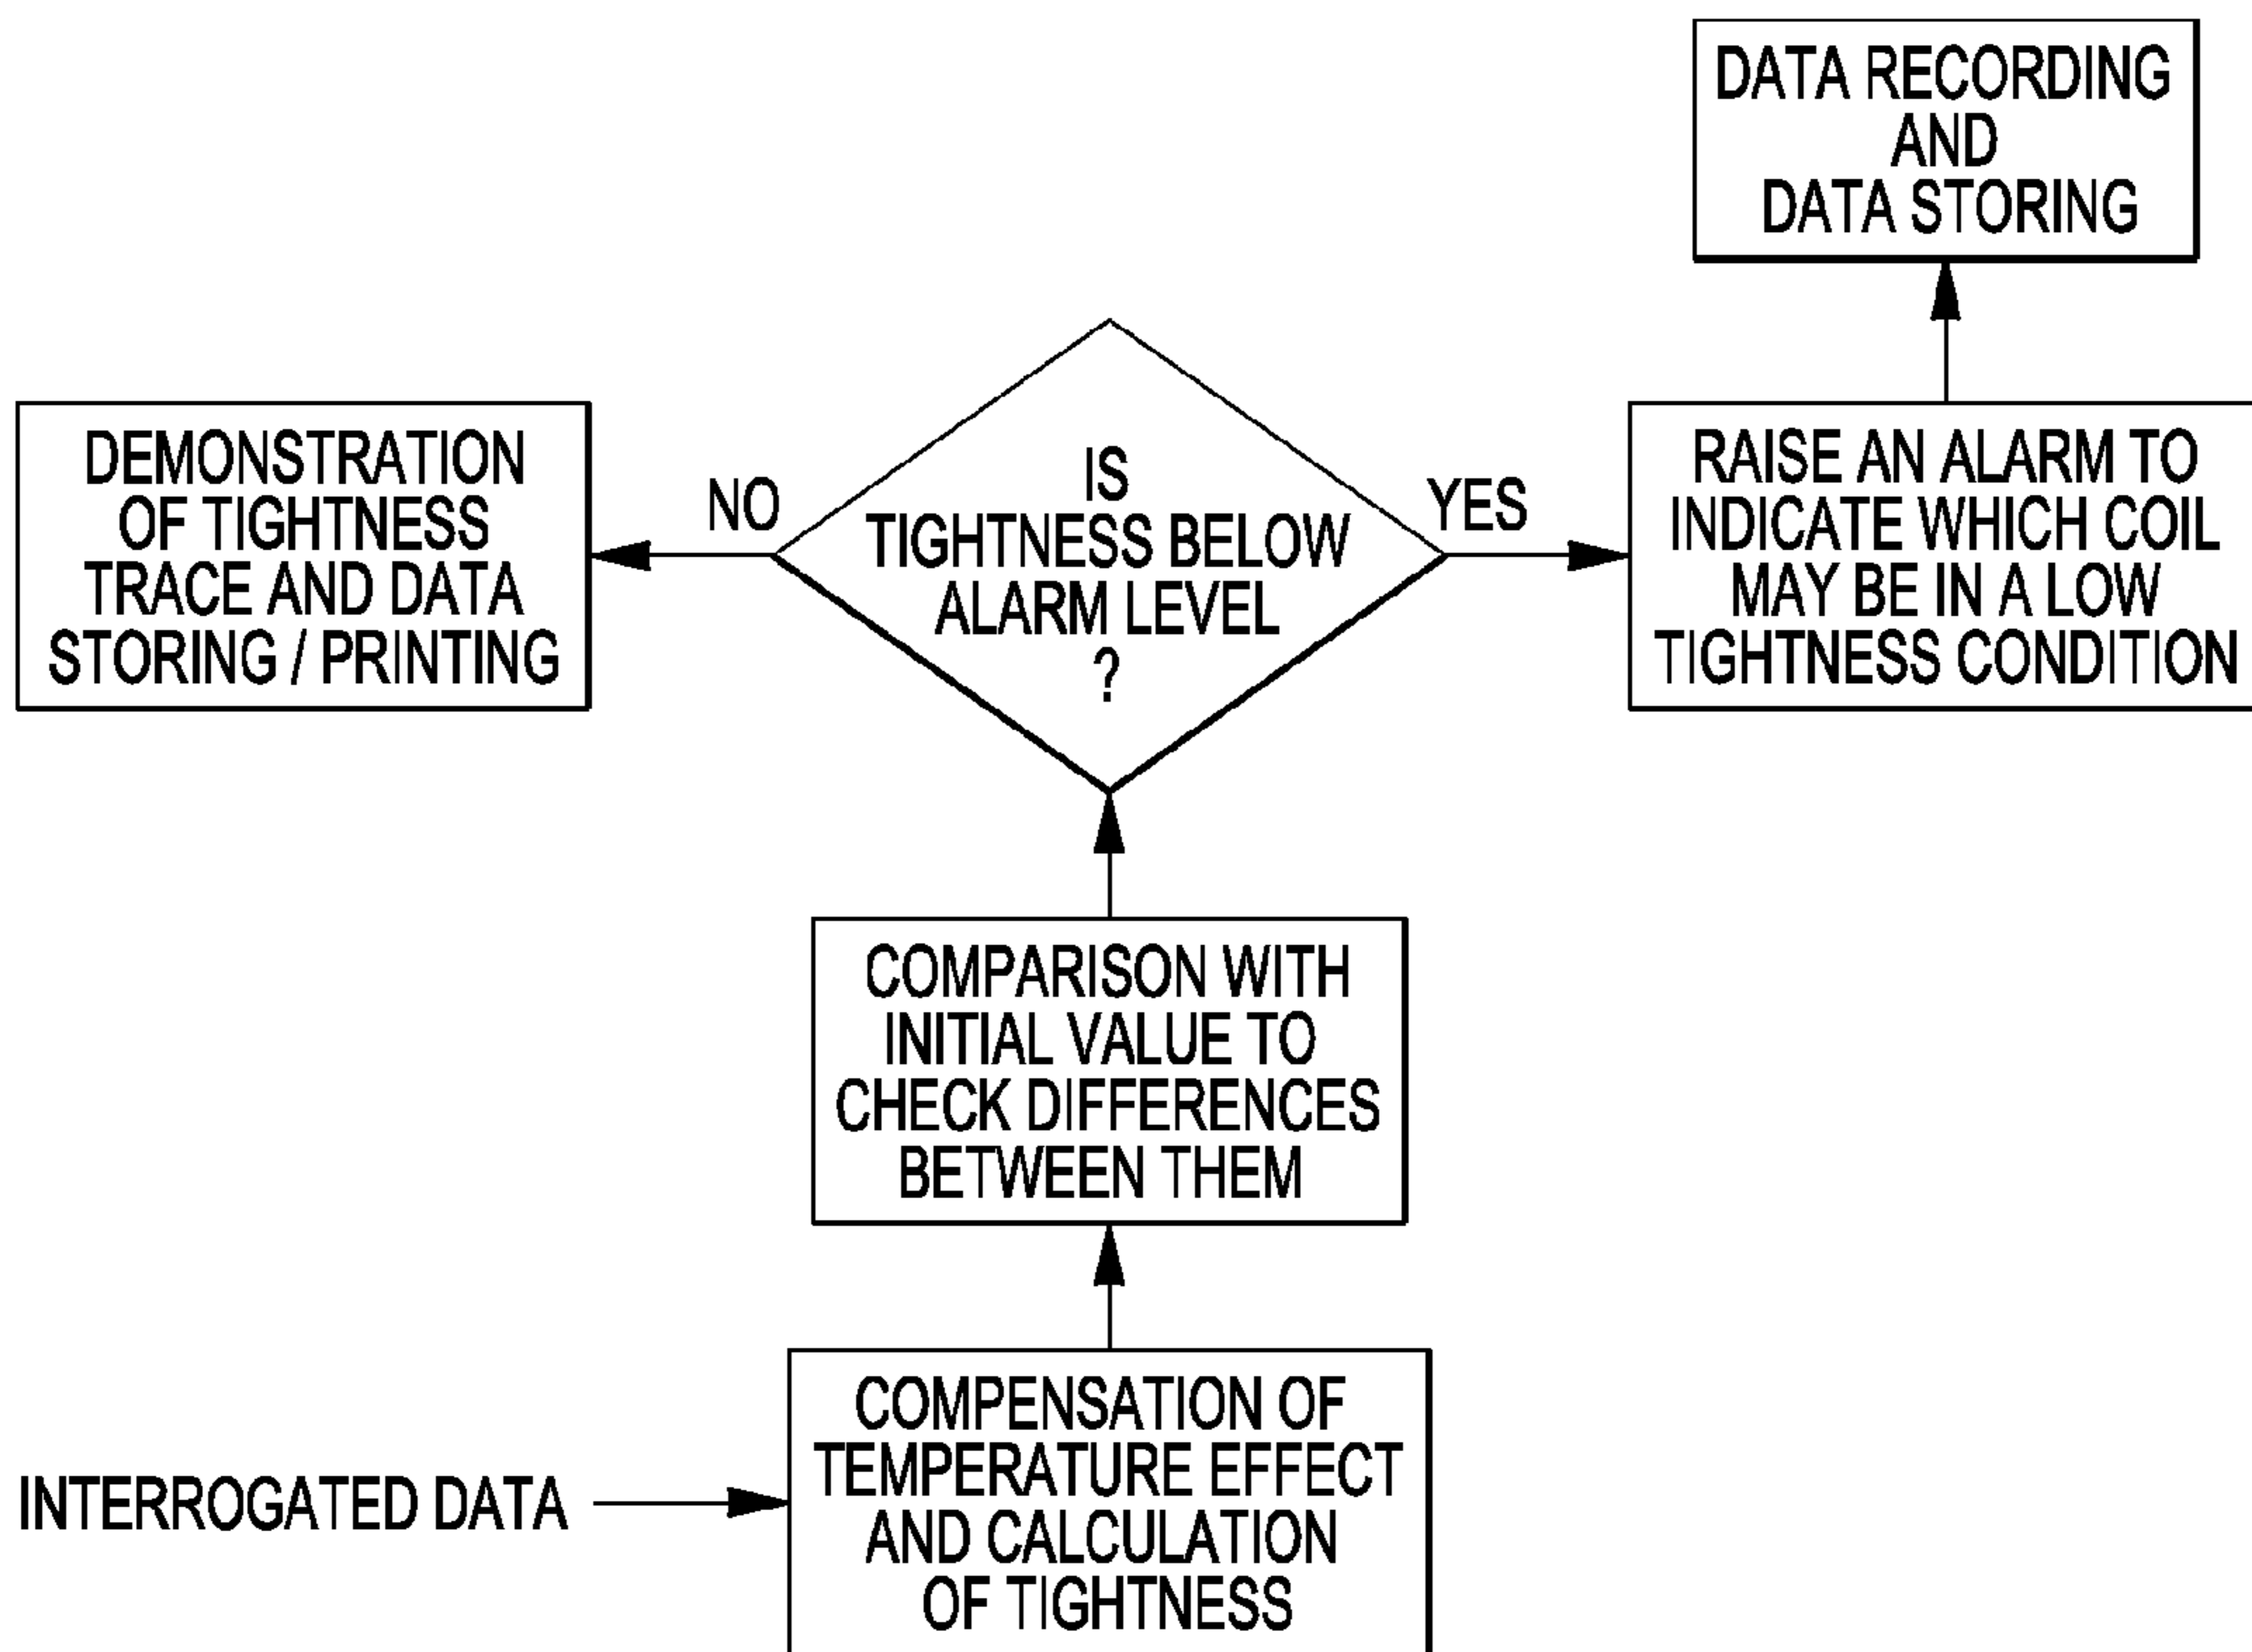 DATA RECORDING
AND
DATA STORING
DEMONSTRATION
OF TIGHTNESS
TRACE AND DATA
STORING / PRINTING
NO
IS
TIGHTNESS BELOW
ALARM LEVEL
?
YES
RAISE AN ALARM TO
INDICATE WHICH COIL
MAY BE IN A LOW
TIGHTNESS CONDITION
COMPARISON WITH
INITIAL VALUE TO
CHECK DIFFERENCES
BETWEEN THEM
INTERROGATED DATA
COMPENSATION OF
TEMPERATURE EFFECT
AND CALCULATION
OF TIGHTNESS